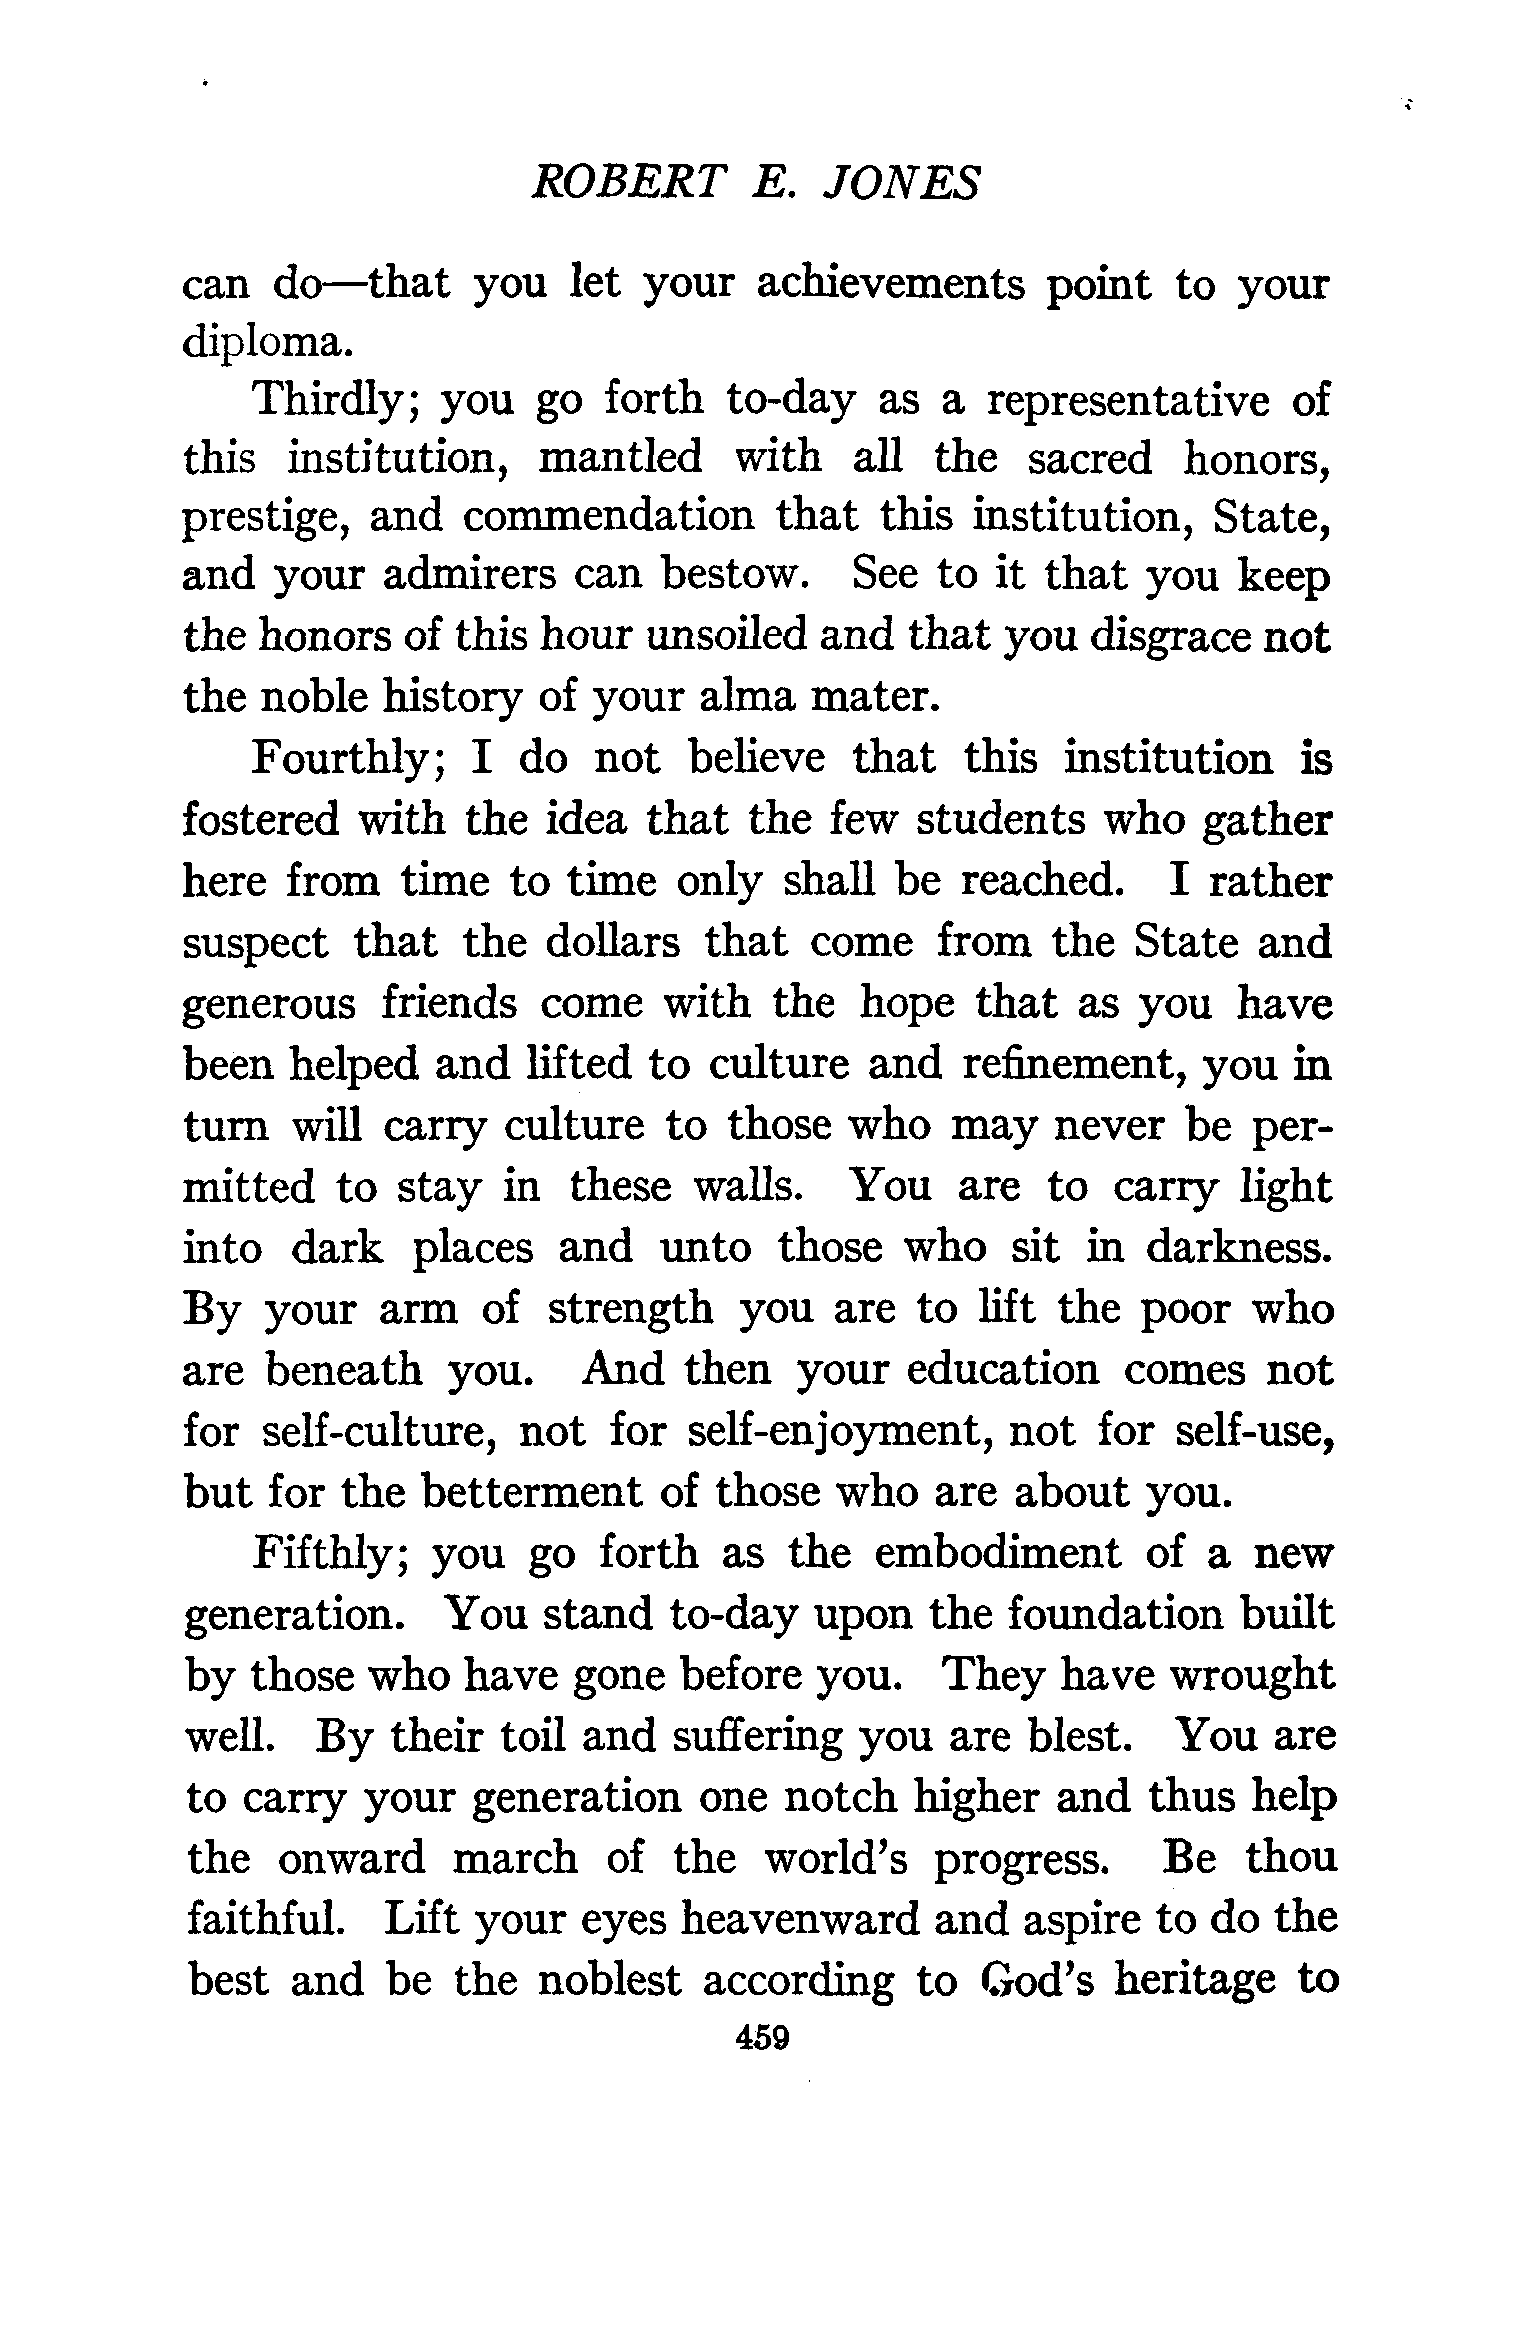 ROBERT E. JONES
can do—that you let your achievements point to your
diploma.
Thirdly; you go forth to-day as a representative of
this institution, mantled with all the sacred honors,
prestige, and commendation that this institution, State,
and your admirers can bestow. See to it that you keep
the honors of this hour unsoiled and that you disgrace not
the noble history of your alma mater.
Fourthly; I do not believe that this institution is
fostered with the idea that the few students who gather
here from time to time only shall be reached. I rather
suspect that the dollars that come from the State and
generous friends come with the hope that as you have
been helped and lifted to culture and refinement, you in
turn will carry culture to those who may never be per-
mitted to stay in these walls. You are to carry light
into dark places and unto those who sit in darkness.
By your arm of strength you are to lift the poor who
are beneath you. And then your education comes not
for self-culture, not for self-enjoyment, not for self-use,
but for the betterment of those who are about you.
Fifthly; you go forth as the embodiment of a new
generation. You stand to-day upon the foundation built
by those who have gone before you. They have wrought
well. By their toil and suffering you are blest. You are
to carry your generation one notch higher and thus help
the onward march of the world's progress. Be thou
faithful. Lift your eyes heavenward and aspire to do the
best and be the noblest according to God's heritage to
459